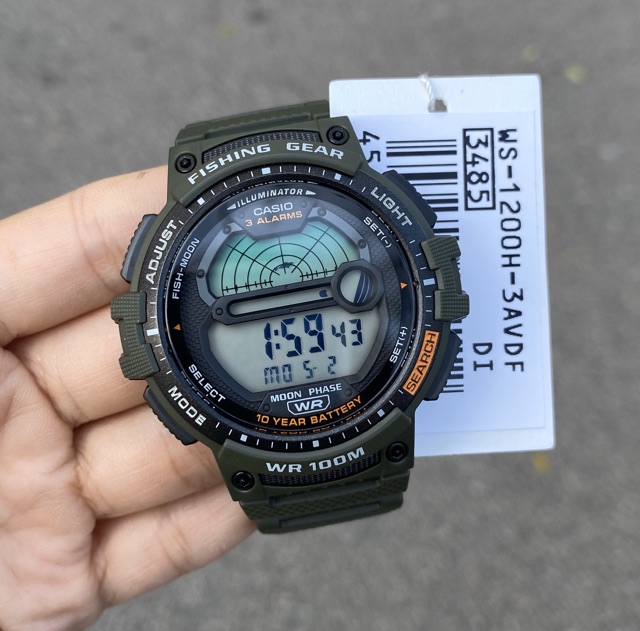 FISHING GEAR
ILLUMINATOR
CASIO
3 ALARMS
ADJUST
LIGHT
FISH-MOON
SET(-)
1:59 43
MO 5-2
SELECT
SET(+)
MODE
SEARCH
MOON PHASE
WR
10 YEAR BATTERY
WR 100M
WS-1200H-3AVDF
3485
DI
45